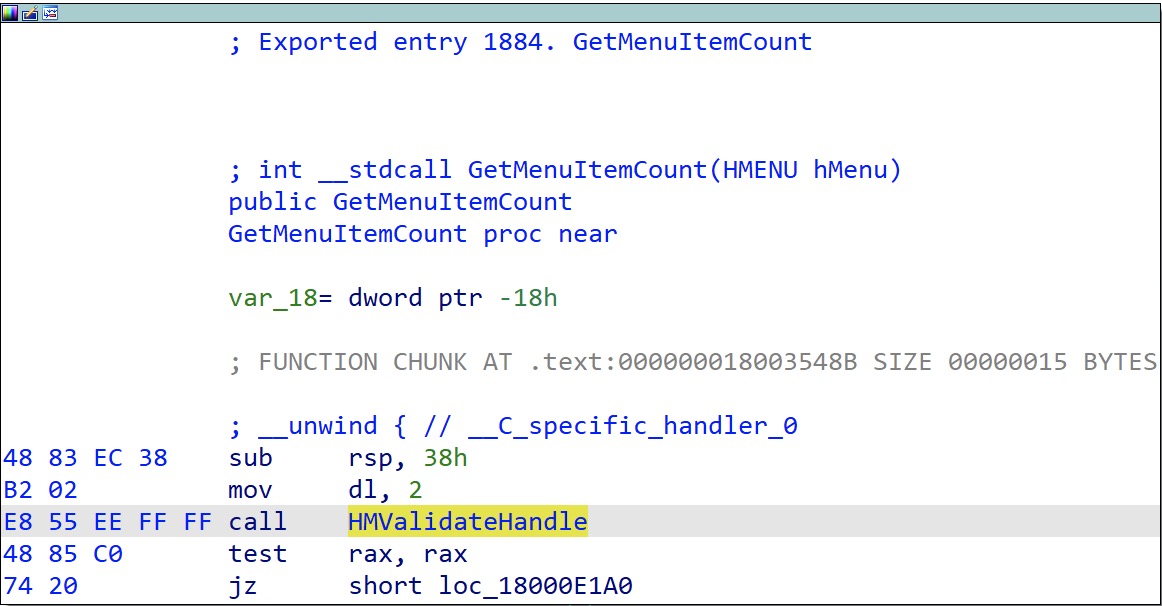 ; Exported entry 1884. GetMenuItemCount
; int __stdcall GetMenuItemCount(HMENU hMenu)
public GetMenuItemCount
GetMenuItemCount proc near
var_18= dword ptr -18h
; FUNCTION CHUNK AT .text:000000018003548B SIZE 00000015 BYTES
; __unwind { // __C_specific_handler_0
48 83 EC 38 sub rsp, 38h
B2 02 mov dl, 2
E8 55 EE FF FF call HMValidateHandle
48 85 C0 test rax, rax
74 20 jz short loc_18000E1A0